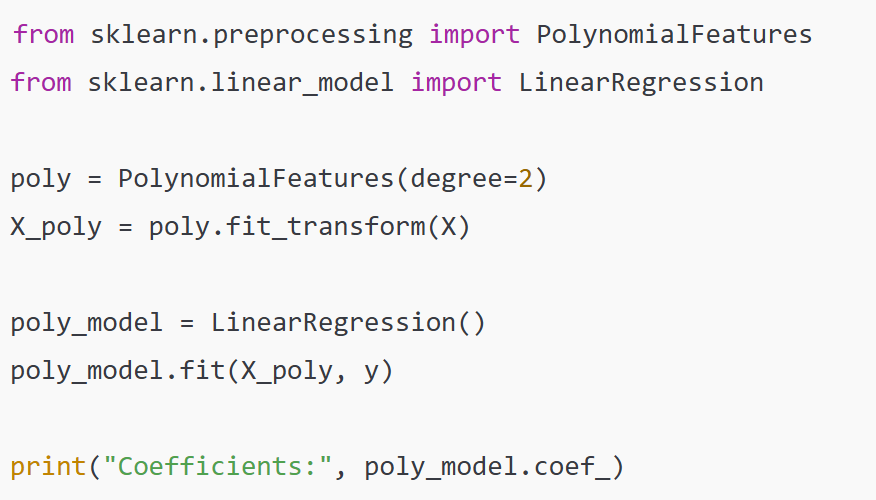 from sklearn.preprocessing import PolynomialFeatures
from sklearn.linear_model import LinearRegression
poly = PolynomialFeatures(degree=2)
X_poly = poly.fit_transform(X)
poly_model = LinearRegression()
poly_model.fit(X_poly, y)
print("Coefficients:", poly_model.coef_)